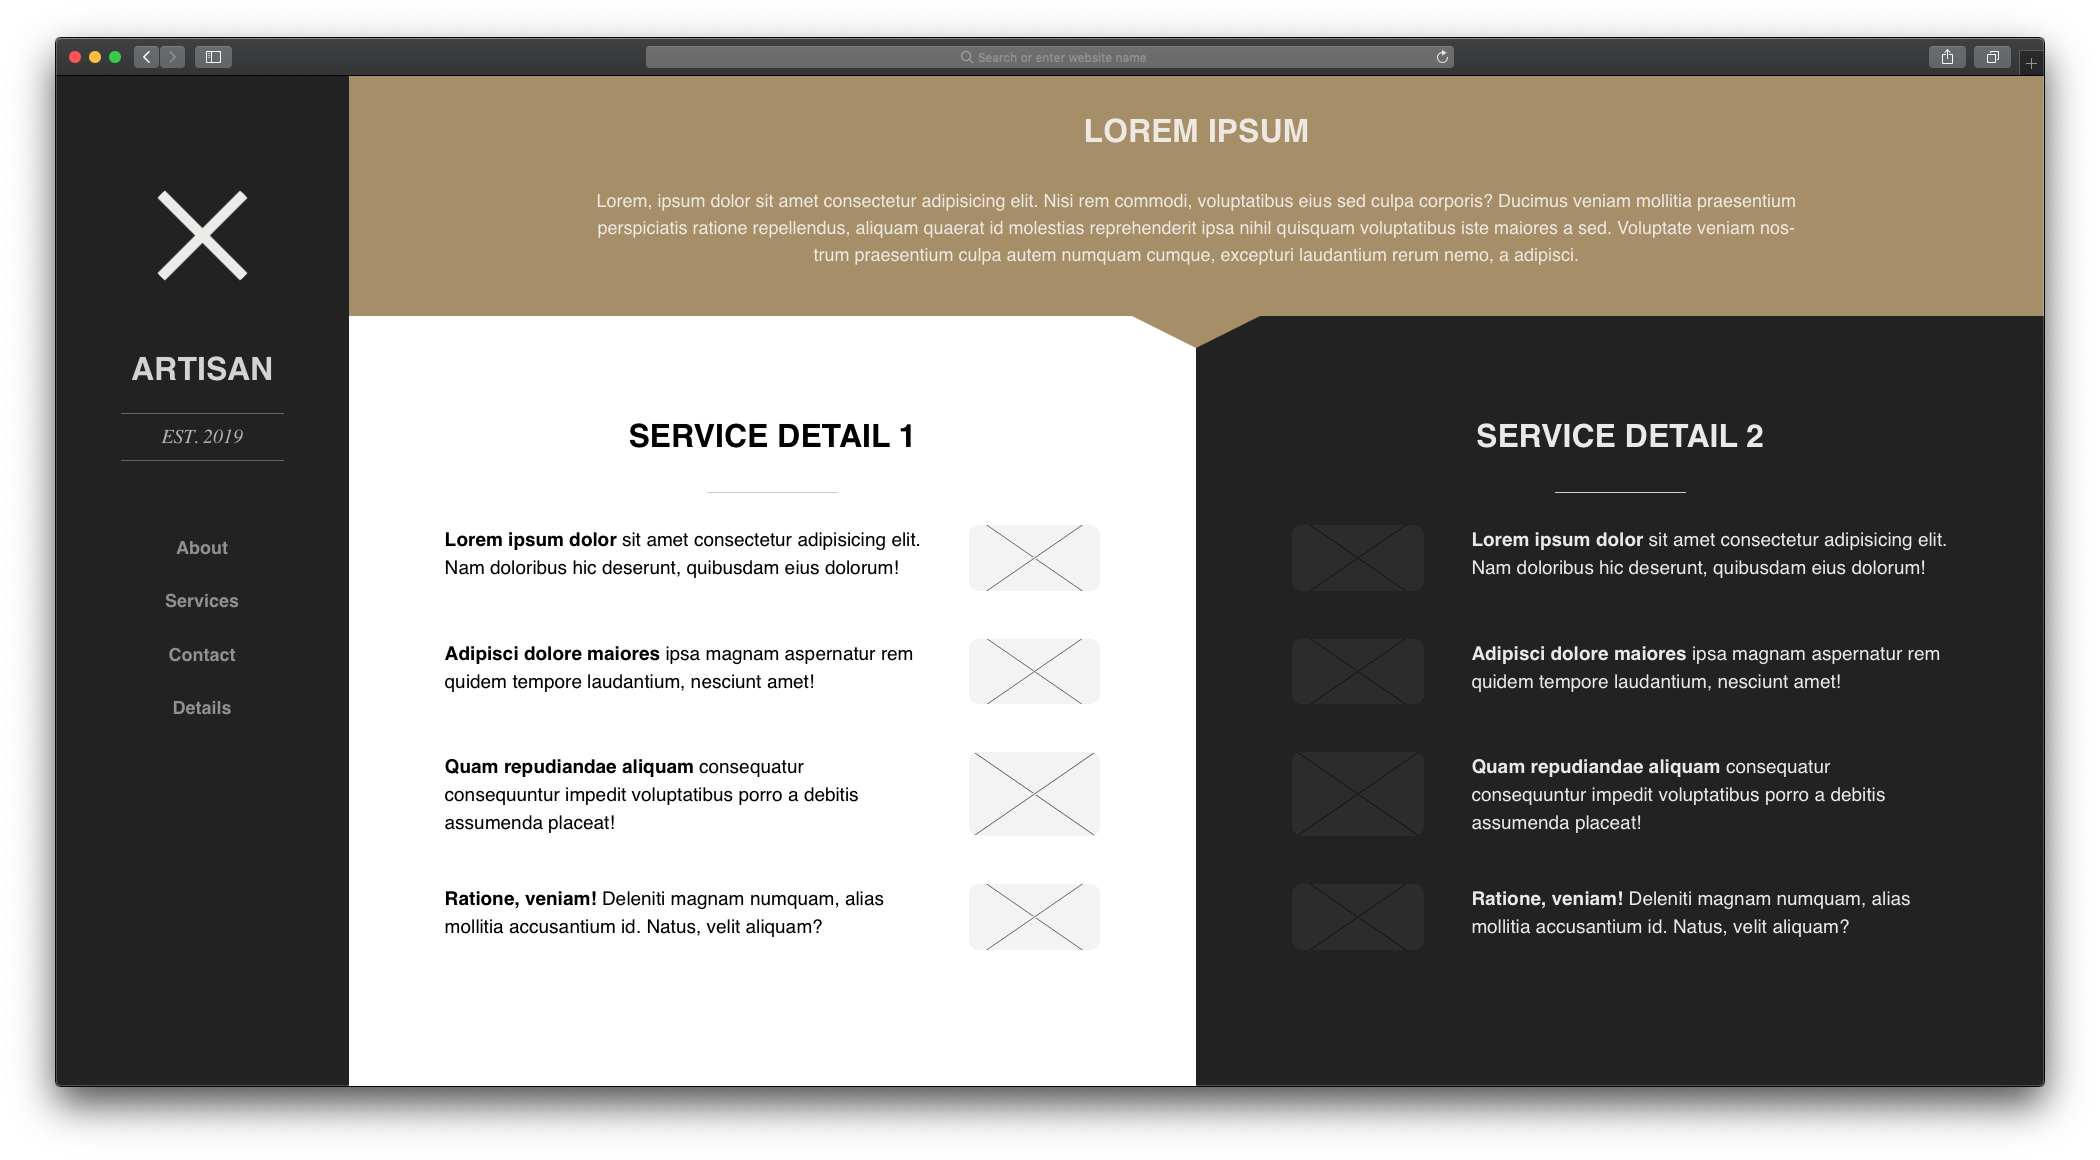 Search or enter website name
ARTISAN
EST. 2019
About
Services
Contact
Details
LOREM IPSUM
Lorem, ipsum dolor sit amet consectetur adipisicing elit. Nisi rem commodi, voluptatibus eius sed culpa corporis? Ducimus veniam mollitia praesentium
perspiciatis ratione repellendus, aliquam quaerat id molestias reprehenderit ipsa nihil quisquam voluptatibus iste maiores a sed. Voluptate veniam nos-
trum praesentium culpa autem numquam cumque, excepturi laudantium rerum nemo, a adipisci.
SERVICE DETAIL 1
Lorem ipsum dolor sit amet consectetur adipisicing elit.
Nam doloribus hic deserunt, quibusdam eius dolorum!
Adipisci dolore maiores ipsa magnam aspernatur rem
quidem tempore laudantium, nesciunt amet!
Quam repudiandae aliquam consequatur
consequuntur impedit voluptatibus porro a debitis
assumenda placeat!
Ratione, veniam! Deleniti magnam numquam, alias
mollitia accusantium id. Natus, velit aliquam?
SERVICE DETAIL 2
Lorem ipsum dolor sit amet consectetur adipisicing elit.
Nam doloribus hic deserunt, quibusdam eius dolorum!
Adipisci dolore maiores ipsa magnam aspernatur rem
quidem tempore laudantium, nesciunt amet!
Quam repudiandae aliquam consequatur
consequuntur impedit voluptatibus porro a debitis
assumenda placeat!
Ratione, veniam! Deleniti magnam numquam, alias
mollitia accusantium id. Natus, velit aliquam?